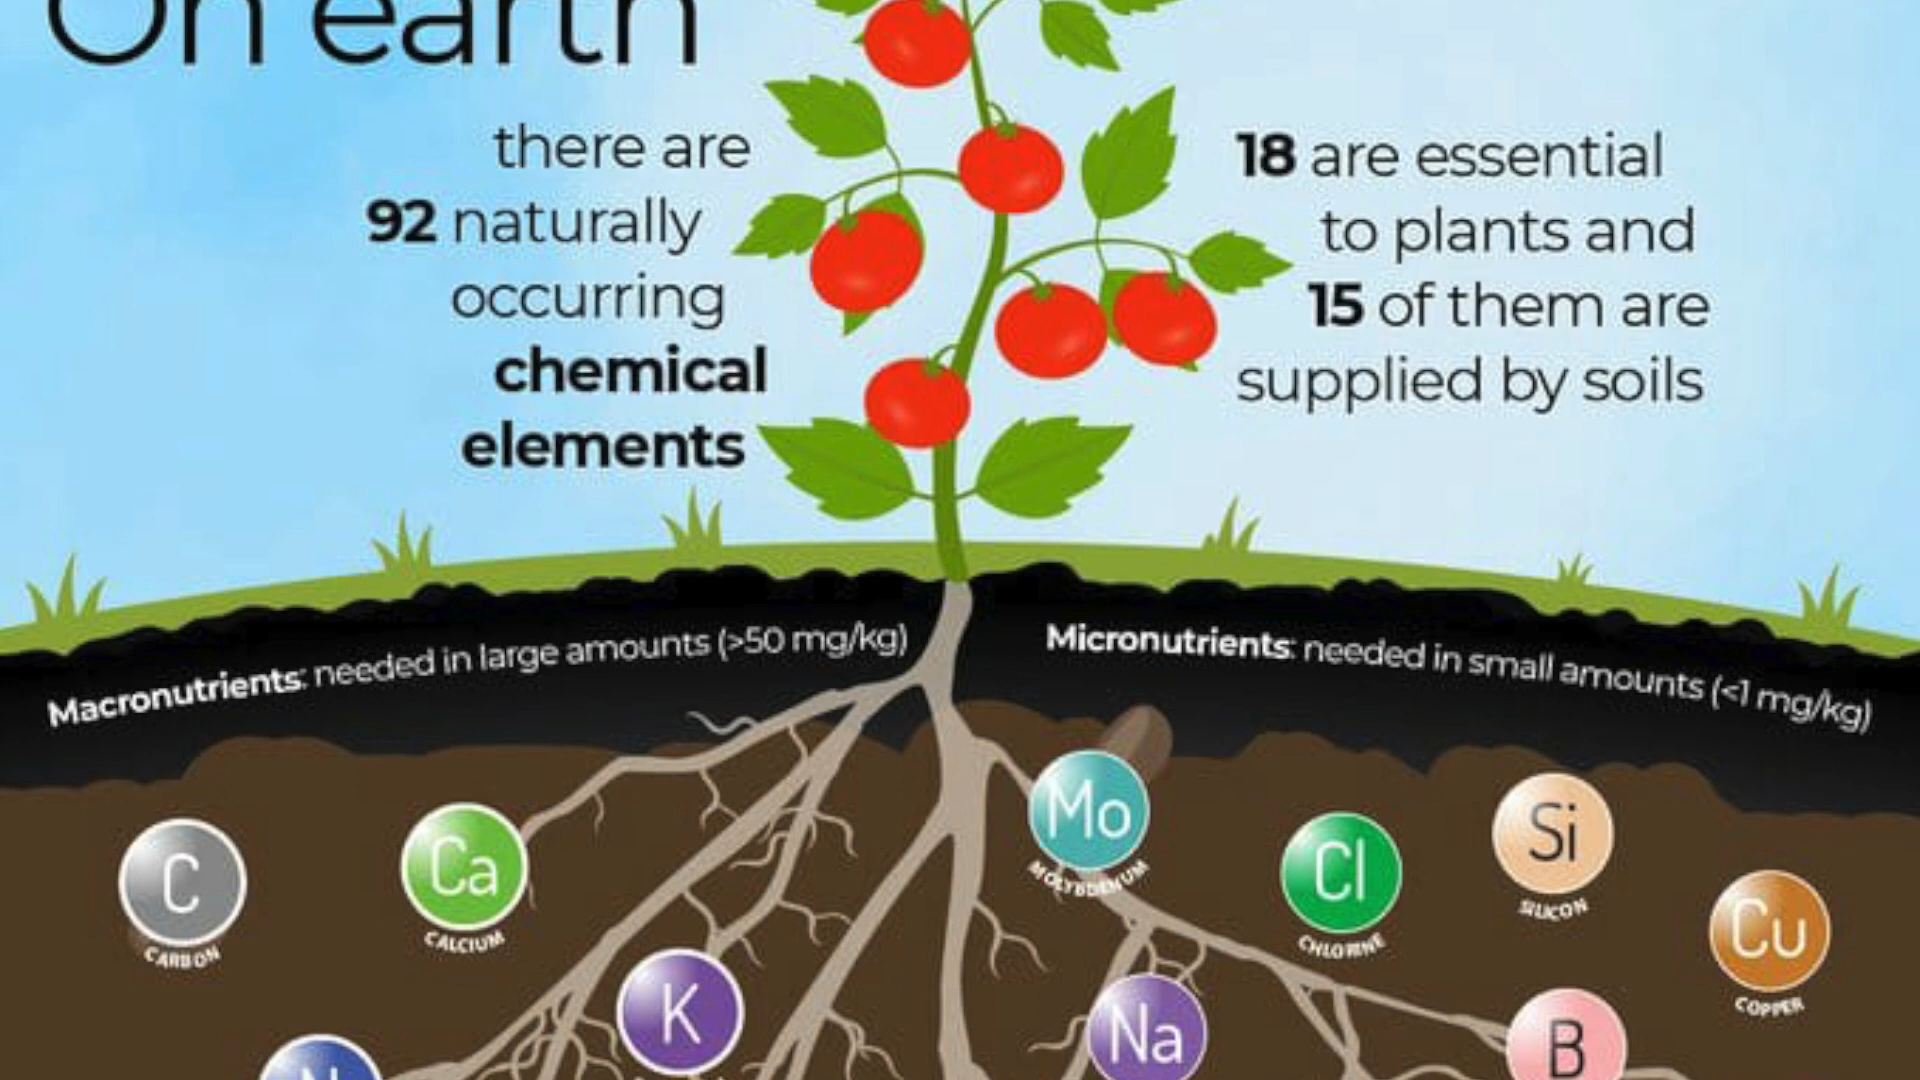 On earth
there are
92 naturally
occurring
chemical
elements
18 are essential
to plants and
15 of them are
supplied by soils
Macronutrients: needed in large amounts (>50 mg/kg)
Micronutrients: needed in small amounts (<1 mg/kg)
C
CARBON
Ca
CALCIUM
K
N
Mo
MOLYBDENUM
Cl
CHLORINE
Si
SILICON
Cu
COPPER
Na
B